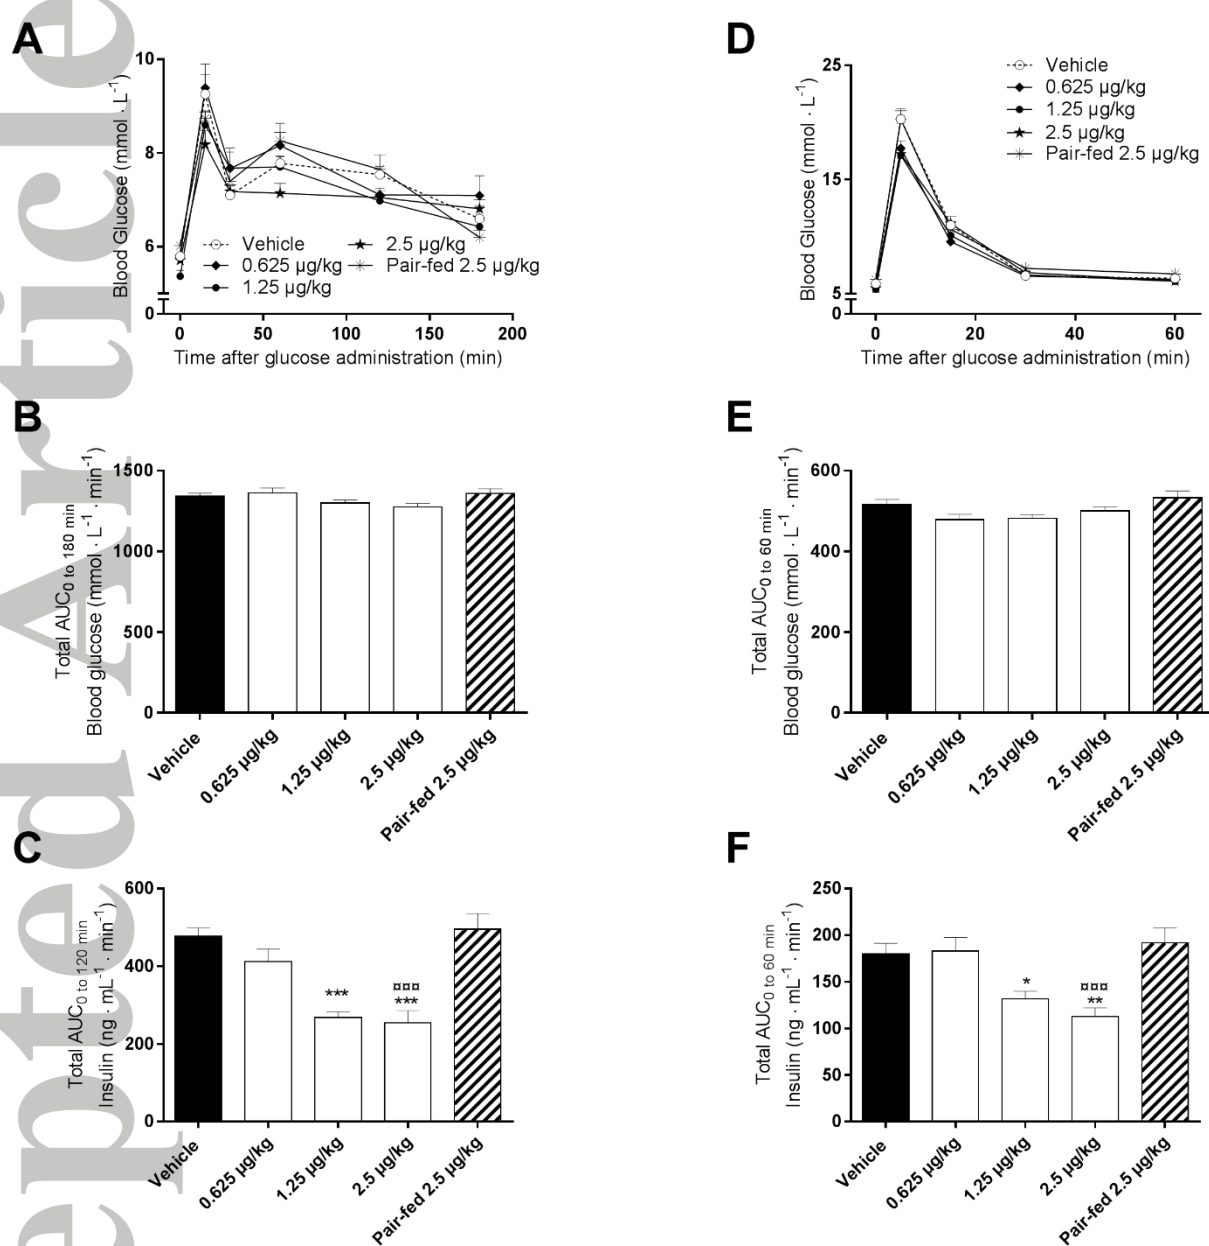 Accepted Article
A
Blood Glucose (mmol · L⁻¹)
10
8
6
0
Vehicle
0.625 µg/kg
1.25 µg/kg
2.5 µg/kg
Pair-fed 2.5 µg/kg
0 50 100 150 200
Time after glucose administration (min)
D
Blood Glucose (mmol · L⁻¹)
25
15
5
0
Vehicle
0.625 µg/kg
1.25 µg/kg
2.5 µg/kg
Pair-fed 2.5 µg/kg
0 20 40 60
Time after glucose administration (min)
B
Total AUC₀ to 180 min
Blood glucose (mmol · L⁻¹ · min⁻¹)
1500
1000
500
0
Vehicle
0.625 µg/kg
1.25 µg/kg
2.5 µg/kg
Pair-fed 2.5 µg/kg
E
Total AUC₀ to 60 min
Blood glucose (mmol · L⁻¹ · min⁻¹)
600
400
200
0
Vehicle
0.625 µg/kg
1.25 µg/kg
2.5 µg/kg
Pair-fed 2.5 µg/kg
C
Total AUC₀ to 120 min
Insulin (ng · mL⁻¹ · min⁻¹)
600
400
200
0
***
¤¤¤
***
Vehicle
0.625 µg/kg
1.25 µg/kg
2.5 µg/kg
Pair-fed 2.5 µg/kg
F
Total AUC₀ to 60 min
Insulin (ng · mL⁻¹ · min⁻¹)
250
200
150
100
50
0
*
¤¤¤
**
Vehicle
0.625 µg/kg
1.25 µg/kg
2.5 µg/kg
Pair-fed 2.5 µg/kg